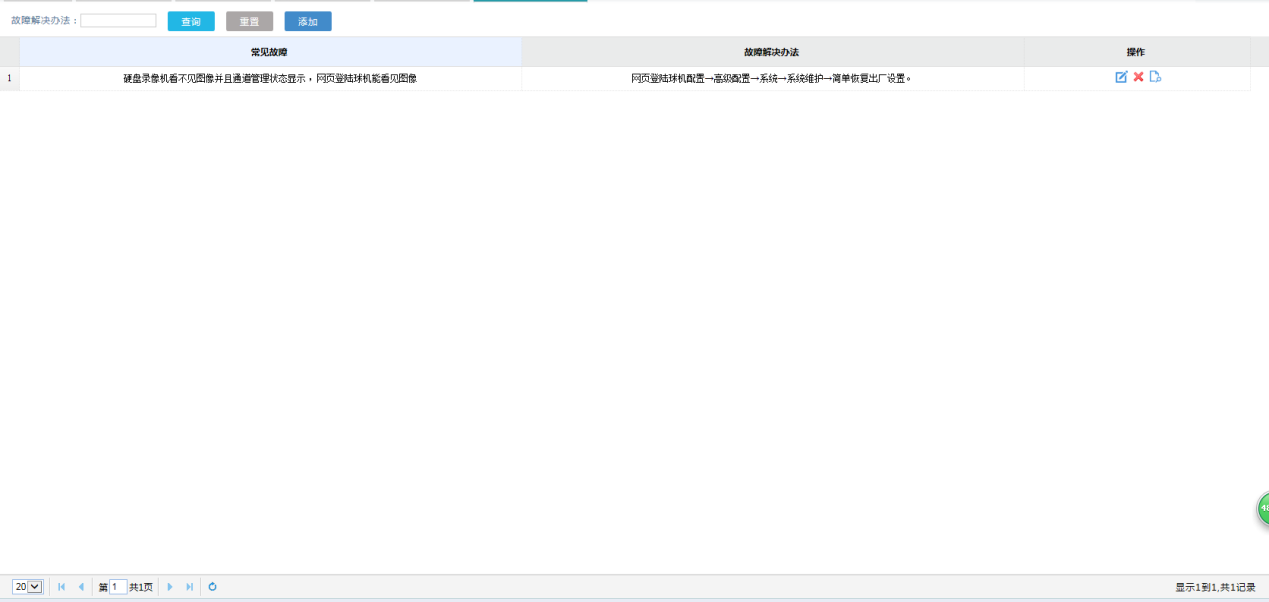 故障解决办法：
查询 重置 添加
常见故障 故障解决办法 操作
1 硬盘录像机看不见图像并且通道管理状态显示，网页登陆球机能看见图像 网页登陆球机配置→高级配置→系统→系统维护→简单恢复出厂设置。
20 第 1 共1页 显示1到1,共1记录